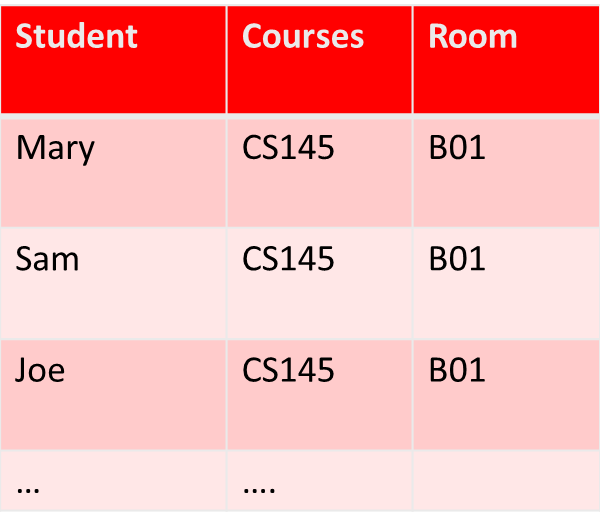 Student Courses Room
Mary CS145 B01
Sam CS145 B01
Joe CS145 B01
... ....